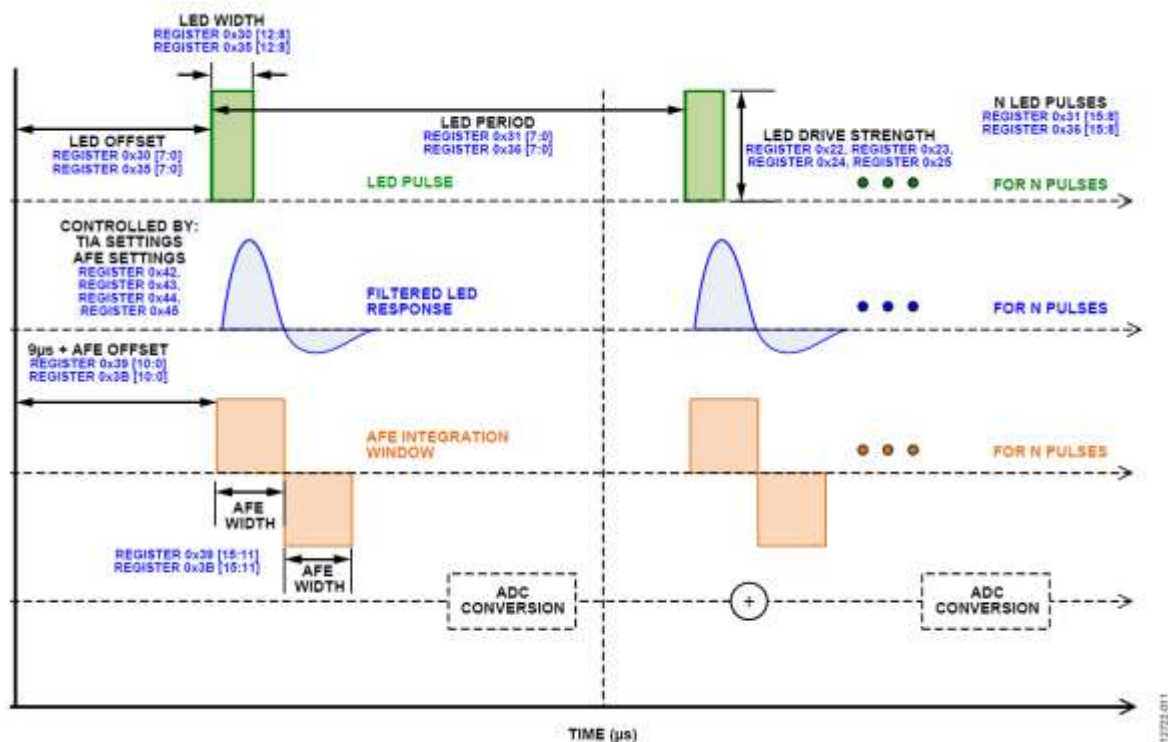 LED WIDTH
REGISTER 0x30 [12:8]
REGISTER 0x35 [12:8]
LED OFFSET
REGISTER 0x30 [7:0]
REGISTER 0x35 [7:0]
LED PERIOD
REGISTER 0x31 [7:0]
REGISTER 0x36 [7:0]
LED DRIVE STRENGTH
REGISTER 0x22, REGISTER 0x23,
REGISTER 0x24, REGISTER 0x25
N LED PULSES
REGISTER 0x31 [15:8]
REGISTER 0x36 [15:8]
LED PULSE
FOR N PULSES
CONTROLLED BY:
TIA SETTINGS
AFE SETTINGS
REGISTER 0x42,
REGISTER 0x43,
REGISTER 0x44,
REGISTER 0x45
FILTERED LED
RESPONSE
FOR N PULSES
9µs + AFE OFFSET
REGISTER 0x39 [10:0]
REGISTER 0x3B [10:0]
AFE INTEGRATION
WINDOW
FOR N PULSES
AFE
WIDTH
REGISTER 0x39 [15:11]
REGISTER 0x3B [15:11]
AFE
WIDTH
ADC
CONVERSION
+
ADC
CONVERSION
TIME (µs)
12722-011